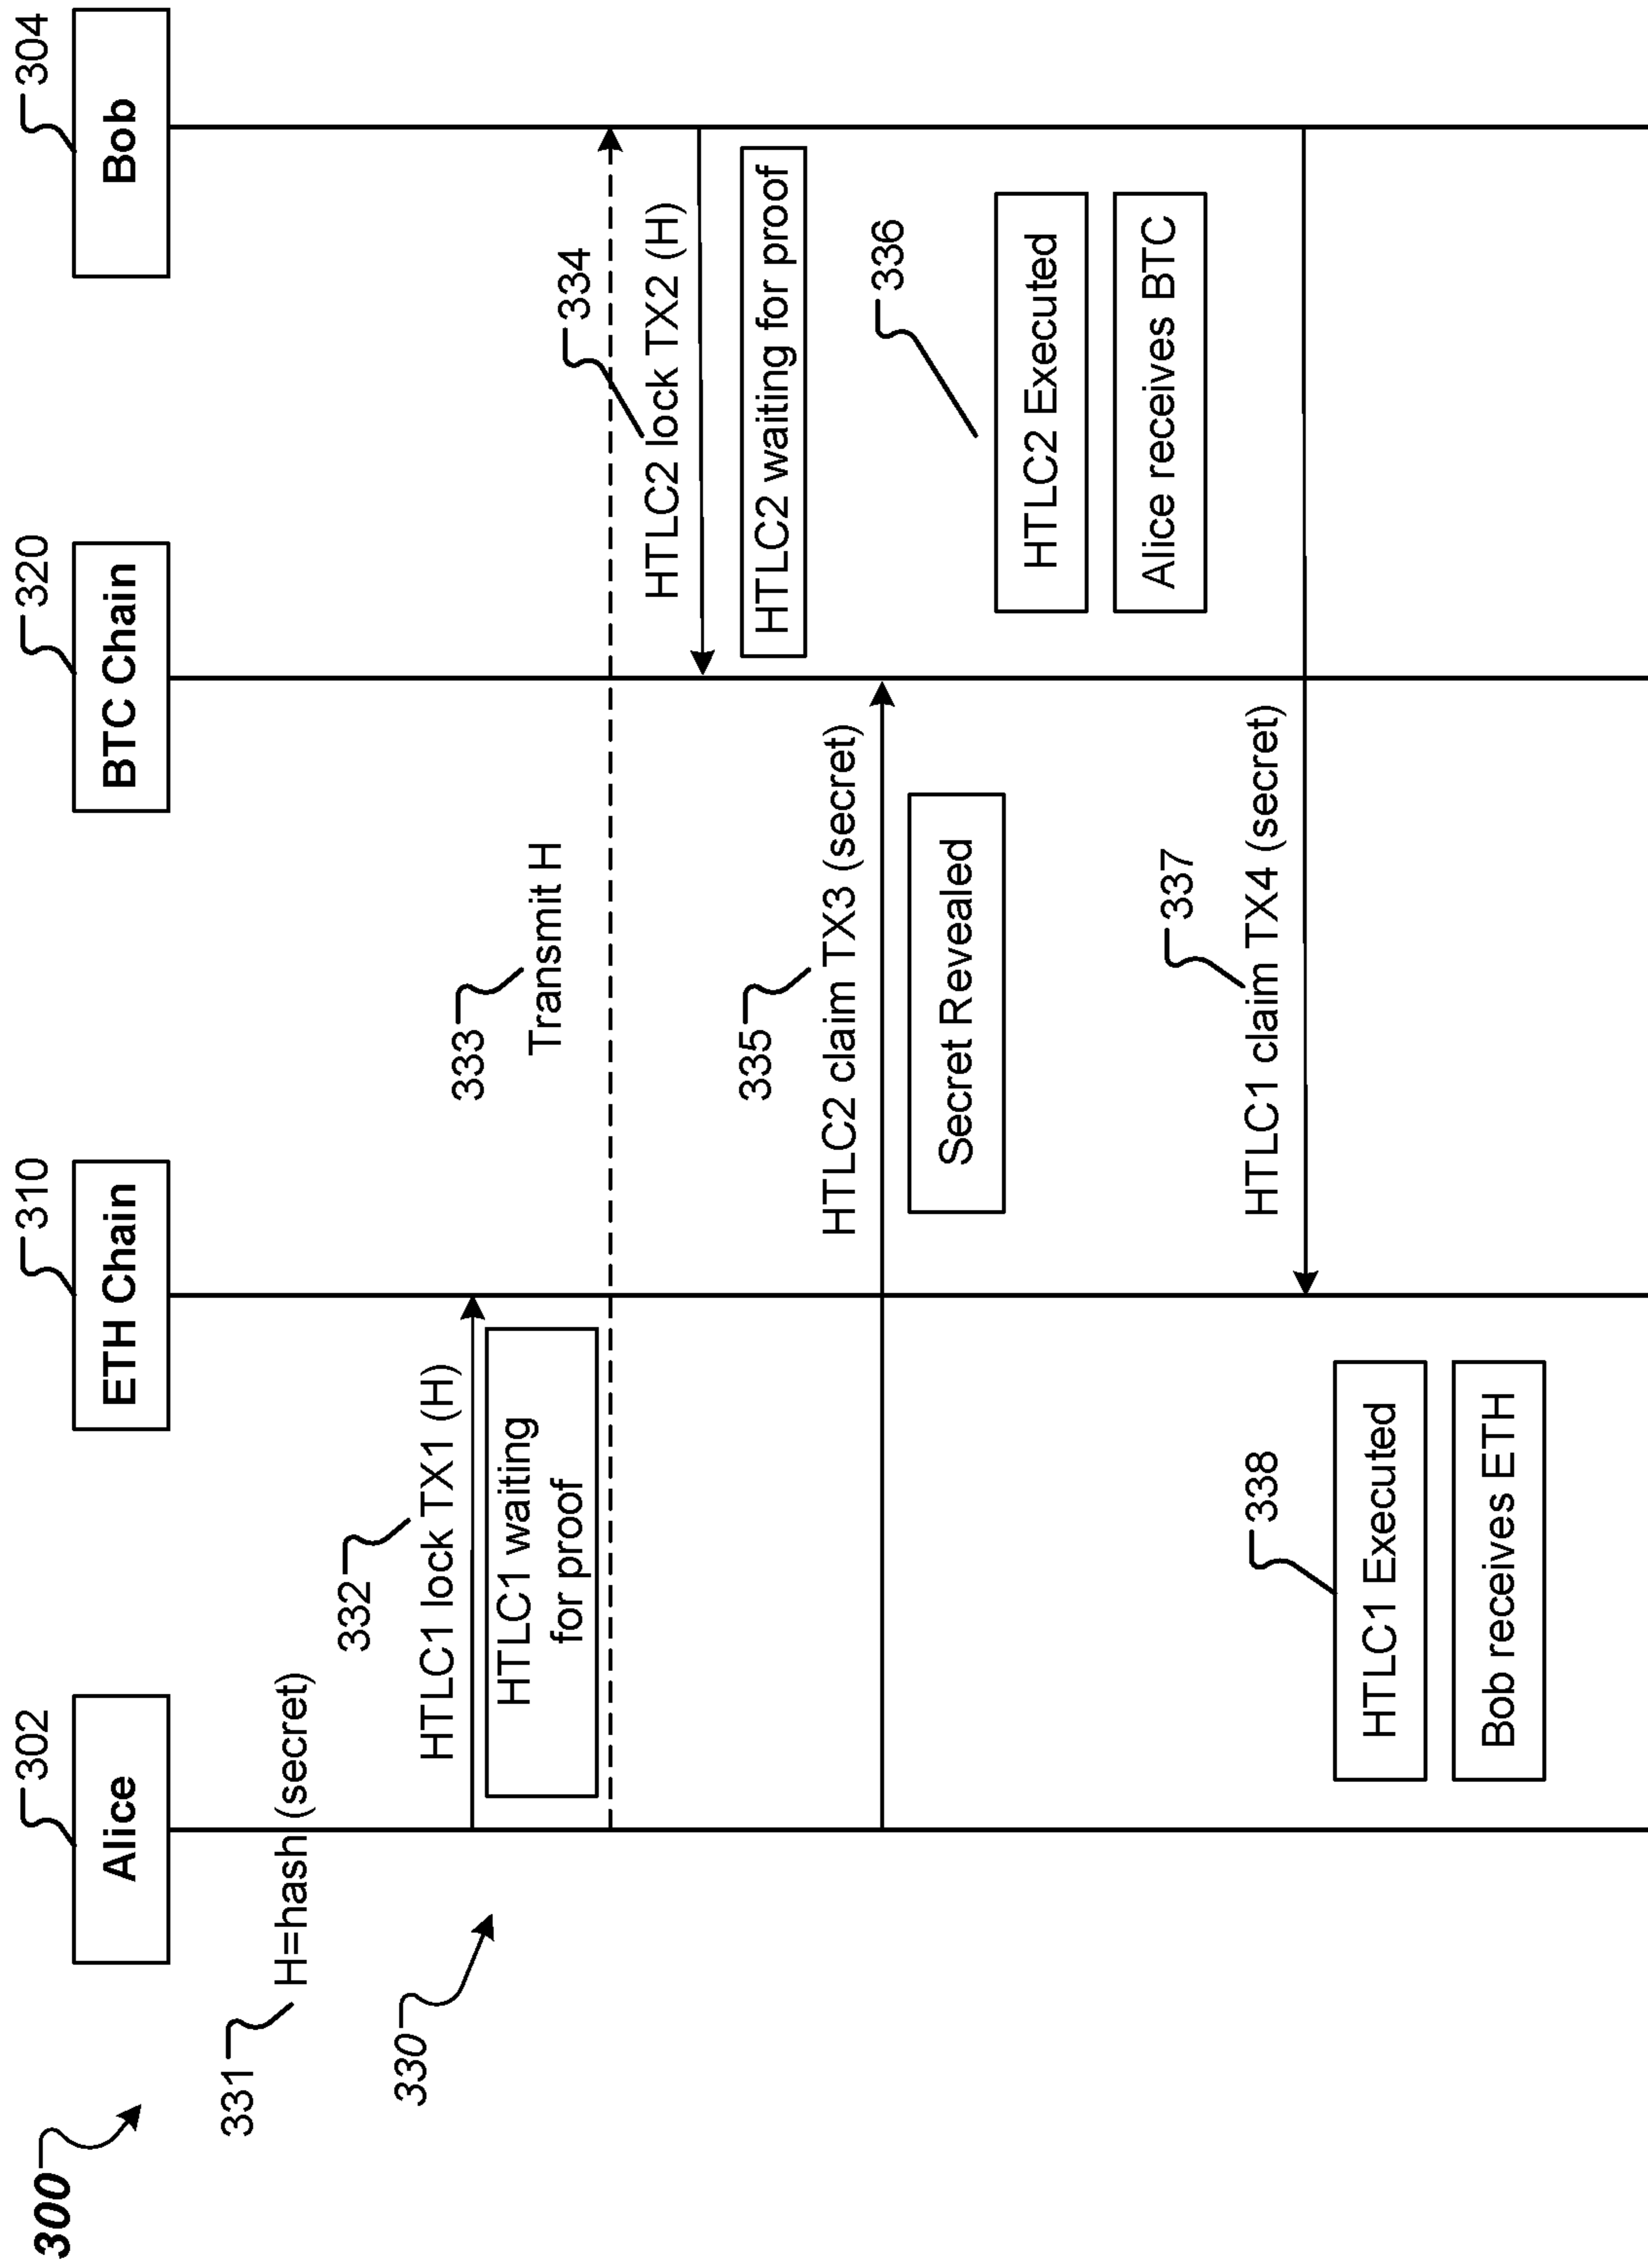 300
302
310
320
304
Alice
ETH Chain
BTC Chain
Bob
331
H=hash (secret)
330
332
HTLC1 lock TX1 (H)
HTLC1 waiting
for proof
333
Transmit H
334
HTLC2 lock TX2 (H)
HTLC2 waiting for proof
335
HTLC2 claim TX3 (secret)
Secret Revealed
336
HTLC2 Executed
Alice receives BTC
337
HTLC1 claim TX4 (secret)
338
HTLC1 Executed
Bob receives ETH